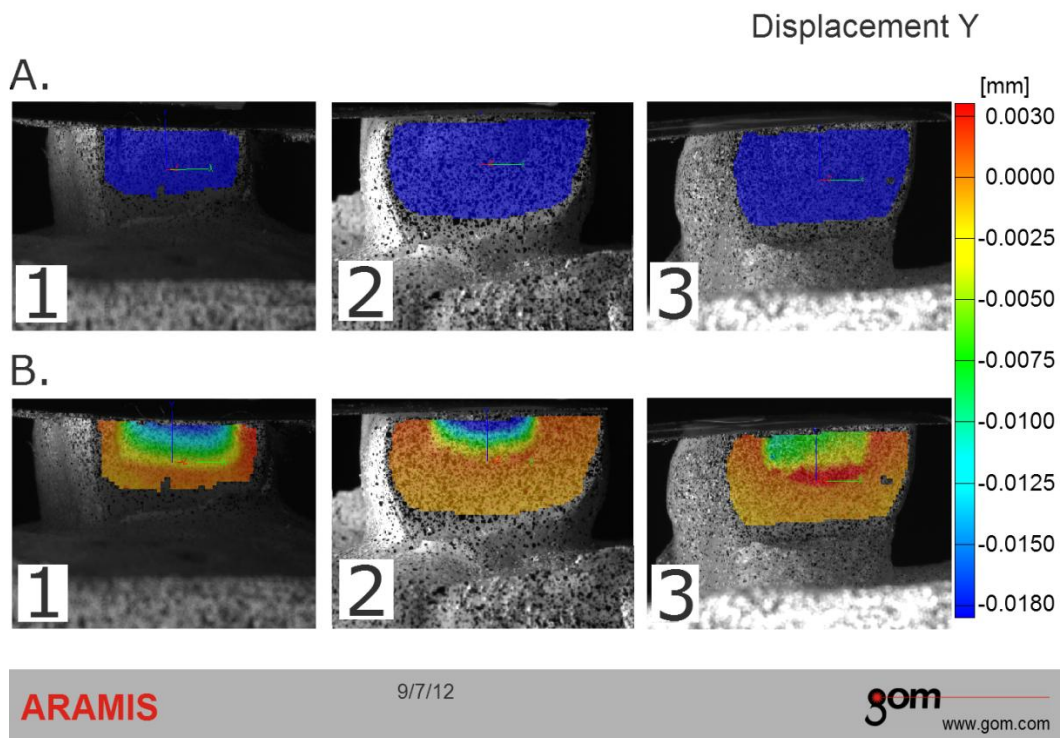 Displacement Y
A.
[mm]
0.0030
0.0000
-0.0025
-0.0050
-0.0075
-0.0100
-0.0125
-0.0150
-0.0180
1
2
3
B.
1
2
3
ARAMIS
9/7/12
gom
www.gom.com